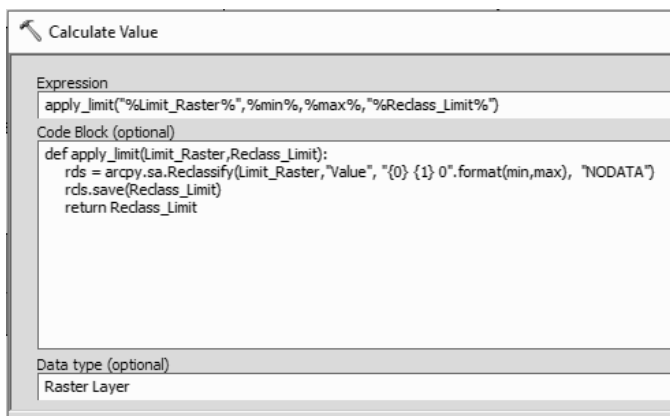 Calculate Value
Expression
apply_limit("%Limit_Raster%",%min%,%max%,"%Reclass_Limit%")
Code Block (optional)
def apply_limit(Limit_Raster,Reclass_Limit):
rds = arcpy.sa.Reclassify(Limit_Raster,"Value", "{0} {1} 0".format(min,max), "NODATA")
rds.save(Reclass_Limit)
return Reclass_Limit
Data type (optional)
Raster Layer